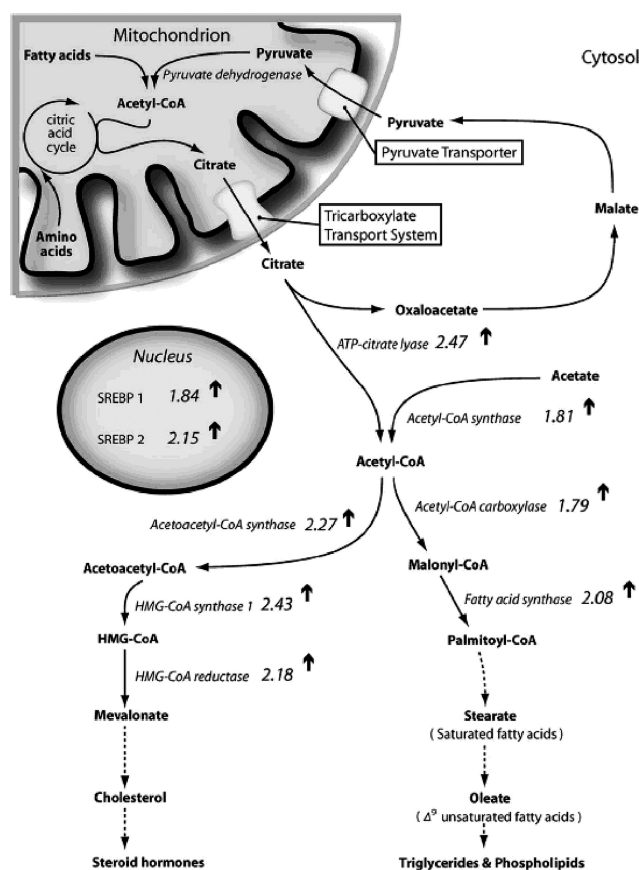 Mitochondrion
Cytosol
Fatty acids
Pyruvate
Pyruvate dehydrogenase
Acetyl-CoA
citric
acid
cycle
Citrate
Amino
acids
Pyruvate
Pyruvate Transporter
Tricarboxylate
Transport System
Malate
Citrate
Oxaloacetate
ATP-citrate lyase 2.47
Nucleus
SREBP 1 1.84
SREBP 2 2.15
Acetate
Acetyl-CoA synthase 1.81
Acetyl-CoA
Acetoacetyl-CoA synthase 2.27
Acetyl-CoA carboxylase 1.79
Acetoacetyl-CoA
Malonyl-CoA
HMG-CoA synthase 1 2.43
Fatty acid synthase 2.08
HMG-CoA
Palmitoyl-CoA
HMG-CoA reductase 2.18
Mevalonate
Stearate
( Saturated fatty acids )
Cholesterol
Oleate
( Δ⁹ unsaturated fatty acids )
Steroid hormones
Triglycerides & Phospholipids